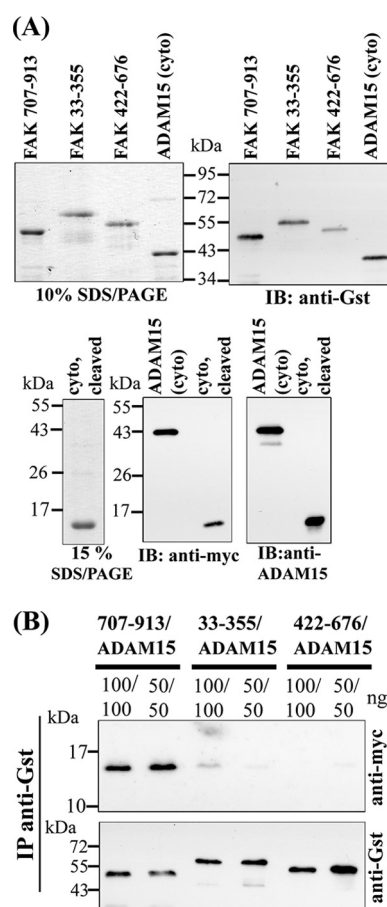 (A)
FAK 707-913
FAK 33-355
FAK 422-676
ADAM15 (cyto)
kDa
FAK 707-913
FAK 33-355
FAK 422-676
ADAM15 (cyto)
95
72
55
43
34
10% SDS/PAGE
IB: anti-Gst
kDa
cyto,
cleaved
kDa
ADAM15
(cyto)
cyto,
cleaved
ADAM15
(cyto)
cyto,
cleaved
55
43
26
17
55
43
26
17
15 %
SDS/PAGE
IB: anti-myc
IB:anti-
ADAM15
(B)
707-913/
ADAM15
33-355/
ADAM15
422-676/
ADAM15
100/
100
50/
50
100/
100
50/
50
100/
100
50/
50
ng
IP anti-Gst
kDa
17
10
anti-myc
kDa
72
55
43
anti-Gst